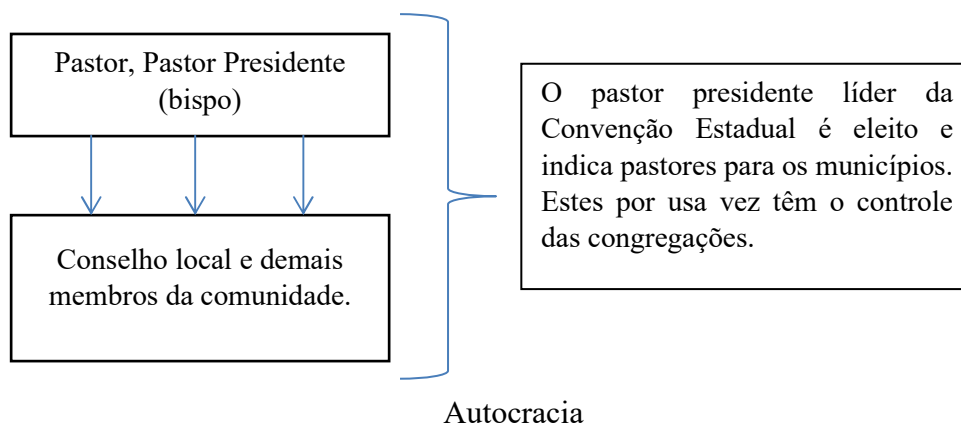 Pastor, Pastor Presidente
(bispo)
Conselho local e demais
membros da comunidade.
O pastor presidente líder da
Convenção Estadual é eleito e
indica pastores para os municípios.
Estes por usa vez têm o controle
das congregações.
Autocracia